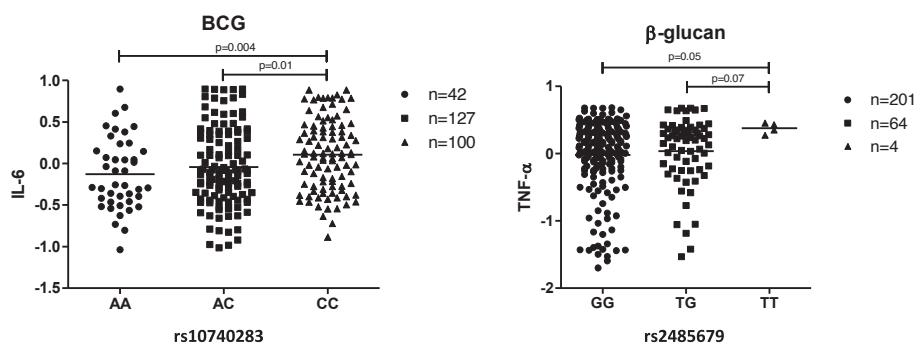 BCG
p=0.004
p=0.01
IL-6
1.0
0.5
0.0
-0.5
-1.0
-1.5
AA AC CC
rs10740283
n=42
n=127
n=100
β-glucan
p=0.05
p=0.07
TNF-α
1
0
-1
-2
GG TG TT
rs2485679
n=201
n=64
n=4